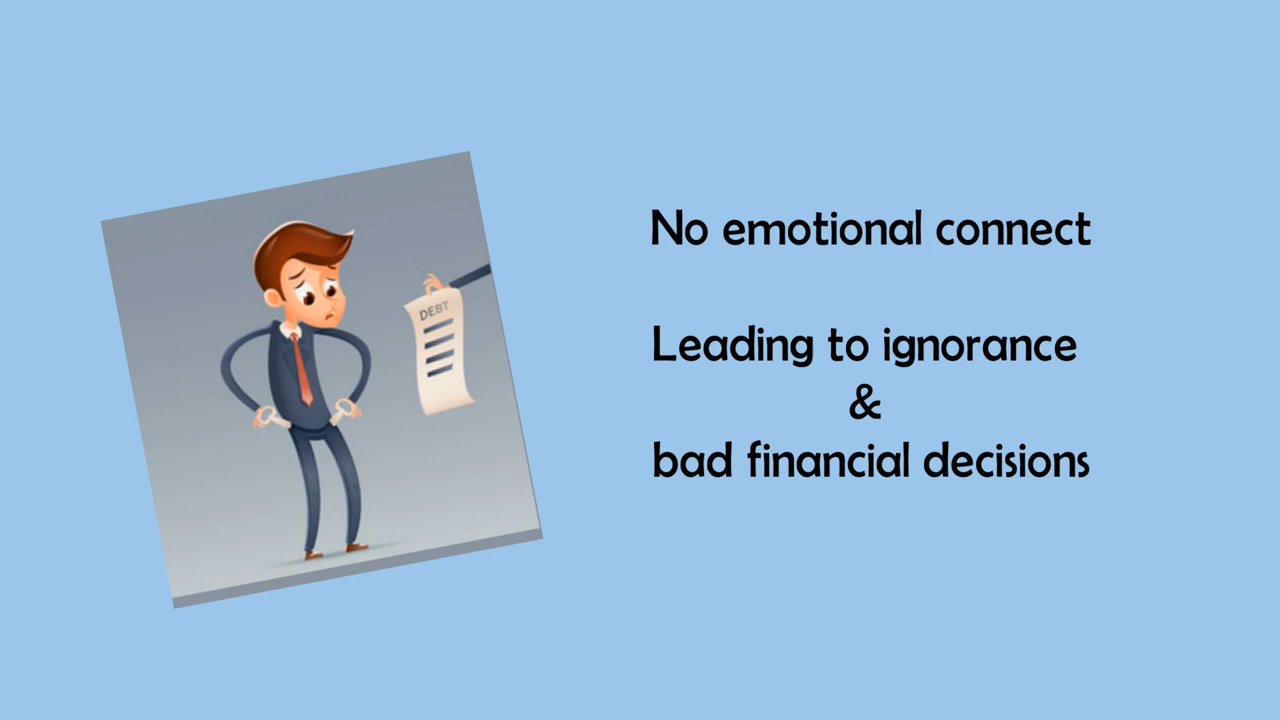 DEBT
No emotional connect
Leading to ignorance
&
bad financial decisions